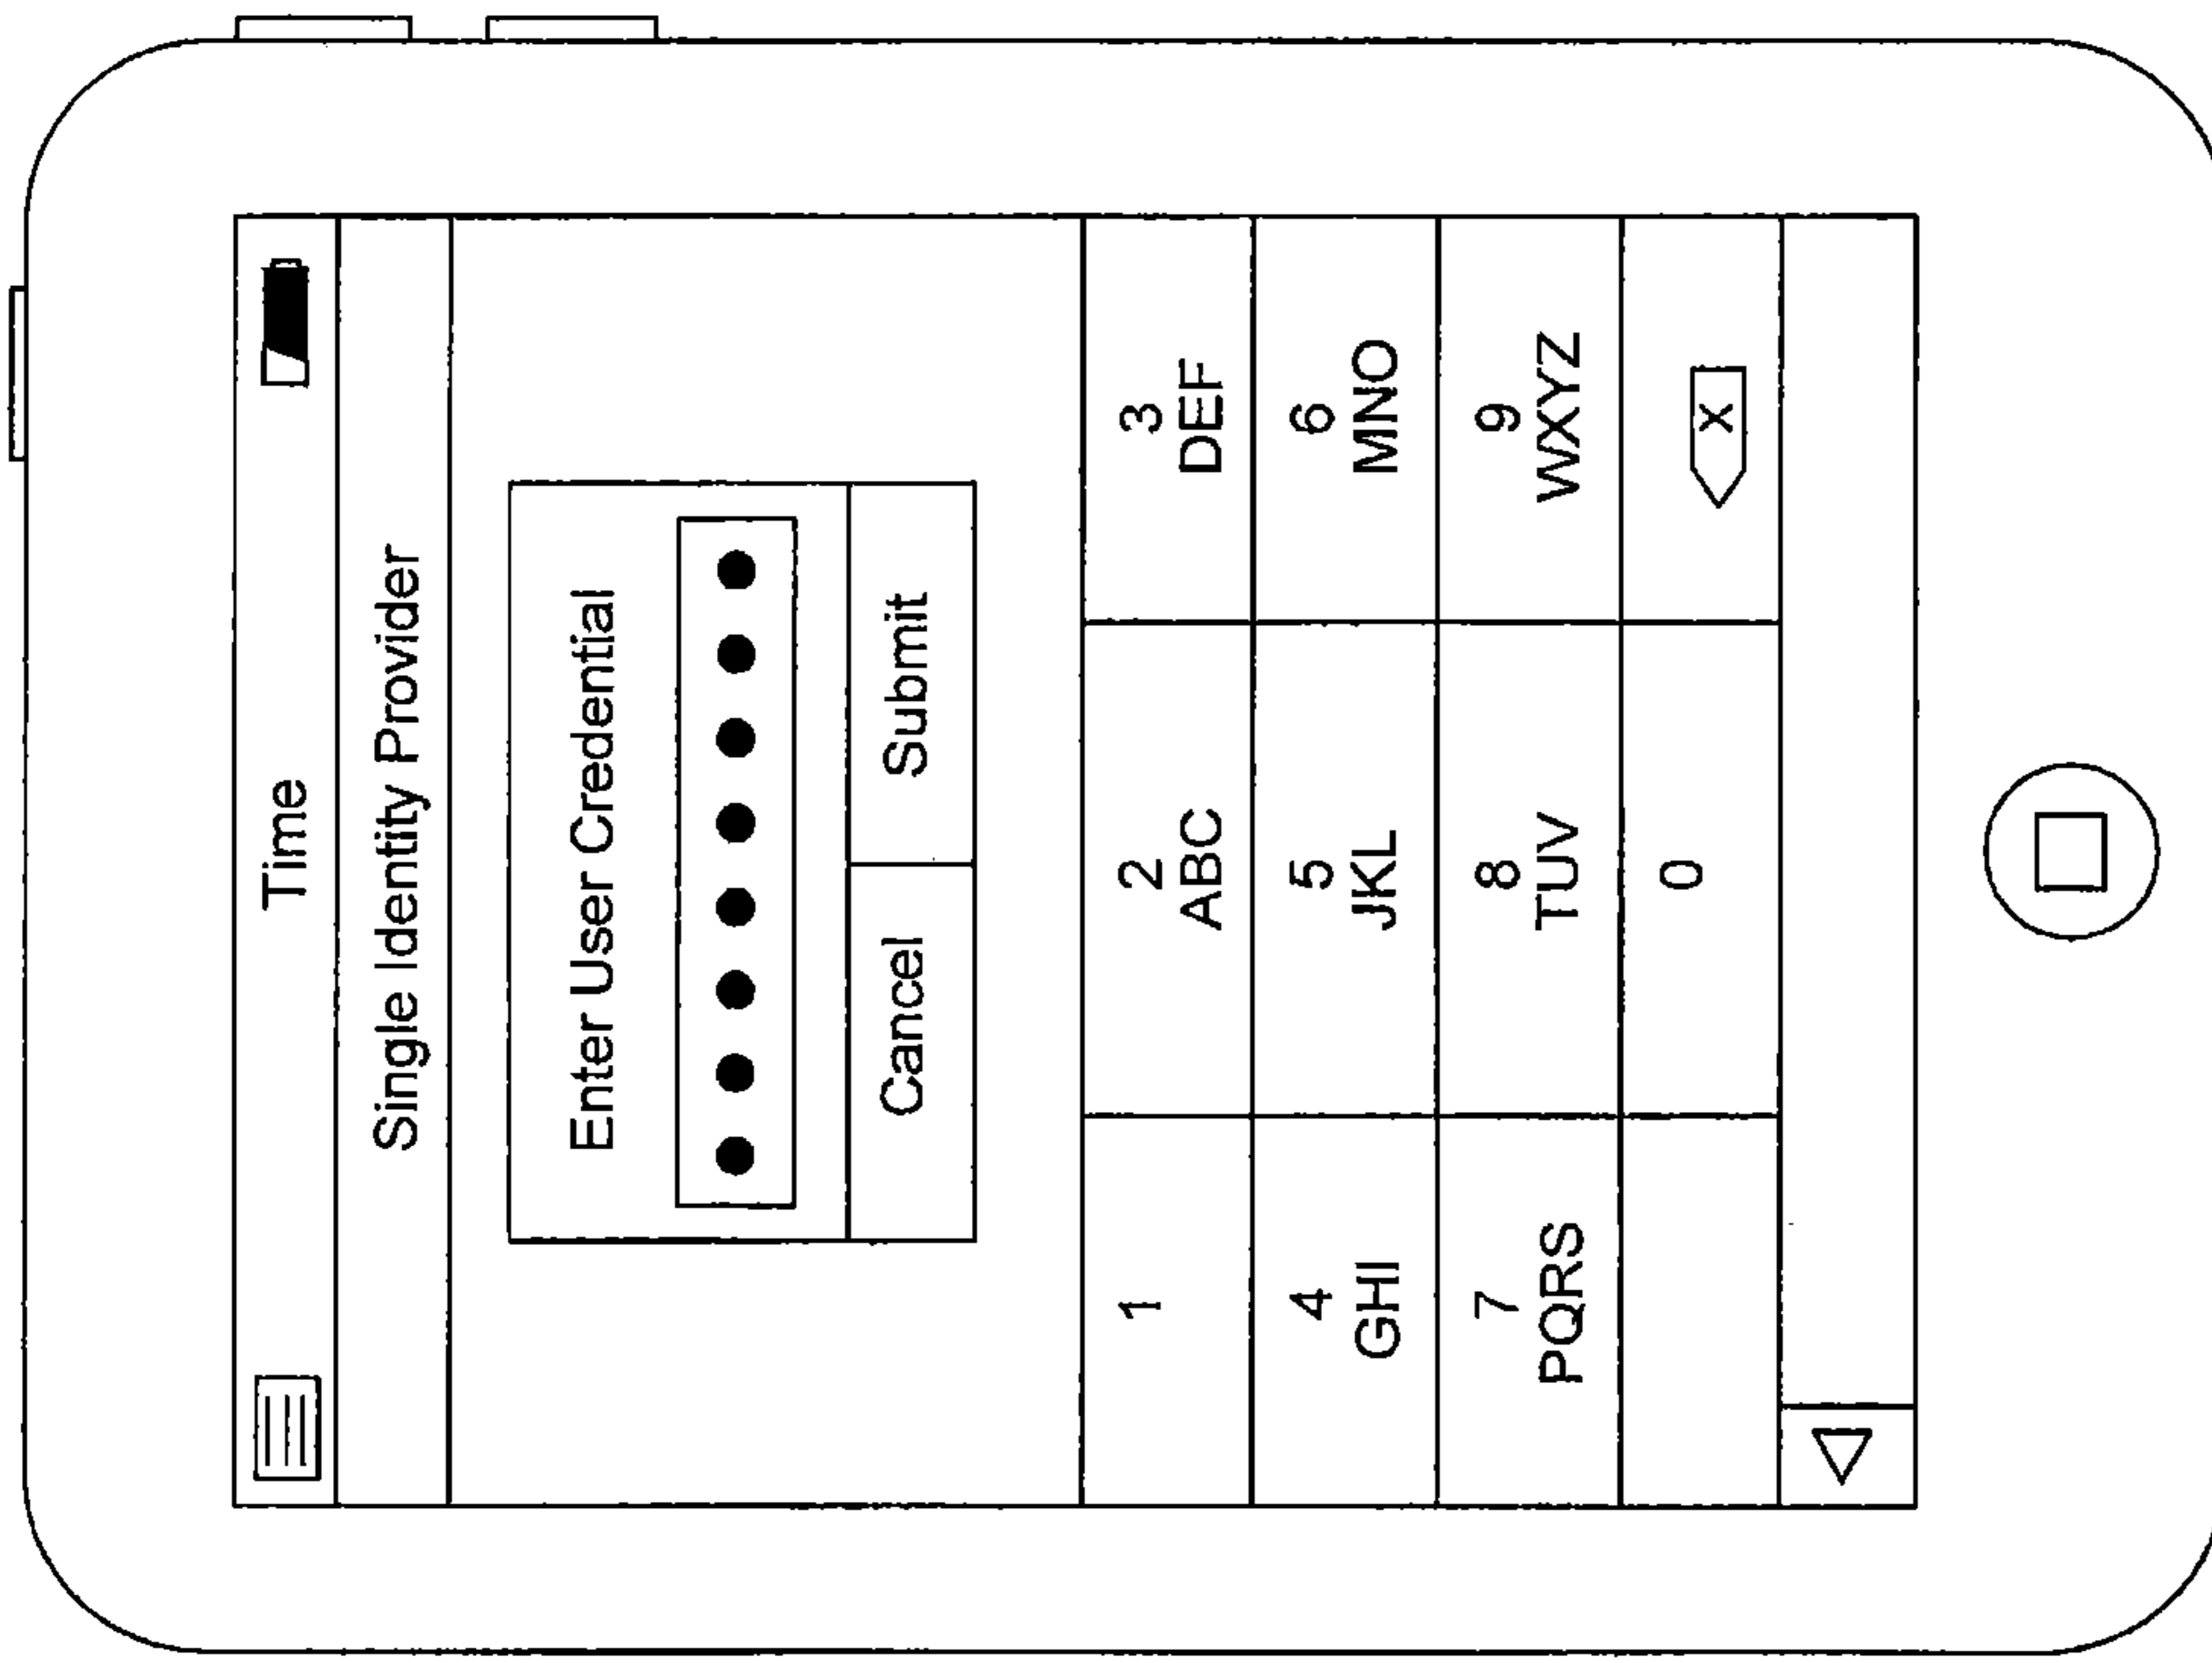 Time
Single Identity Provider
Enter User Credential
Cancel Submit
1 2 3
ABC DEF
4 5 6
GHI JKL MNO
7 8 9
PQRS TUV WXYZ
0 X